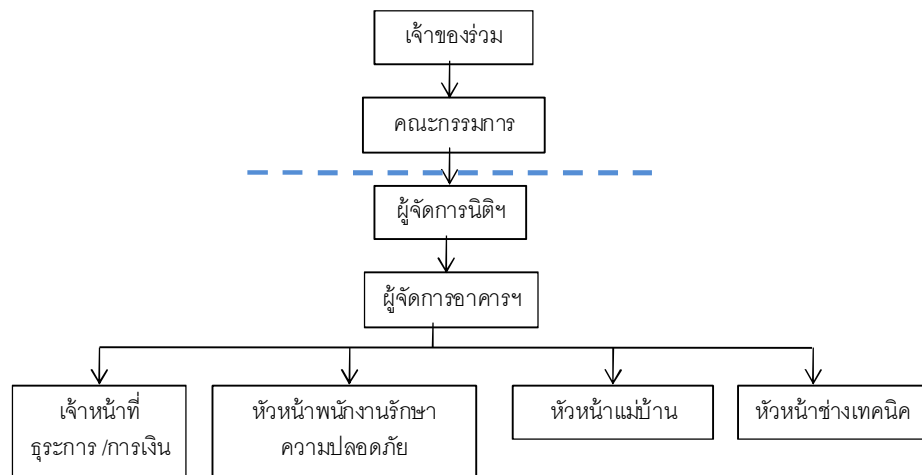 เจ้าของร่วม
คณะกรรมการ
ผู้จัดการนิติฯ
ผู้จัดการอาคารฯ
เจ้าหน้าที่
ธุระการ /การเงิน
หัวหน้าพนักงานรักษา
ความปลอดภัย
หัวหน้าแม่บ้าน
หัวหน้าช่างเทคนิค